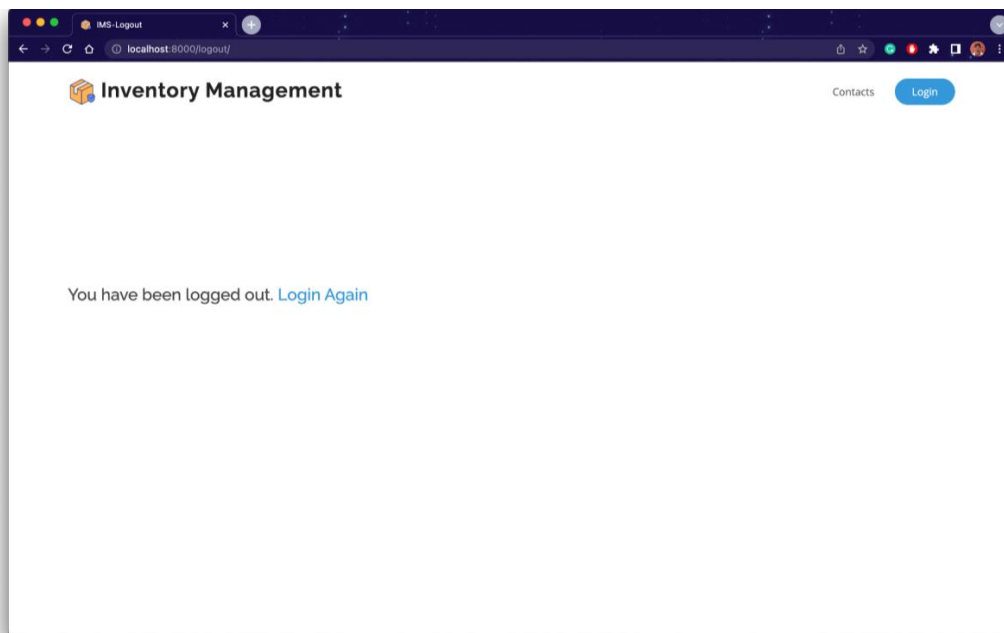 IMS-Logout
localhost:8000/logout/
Inventory Management
Contacts
Login
You have been logged out. Login Again